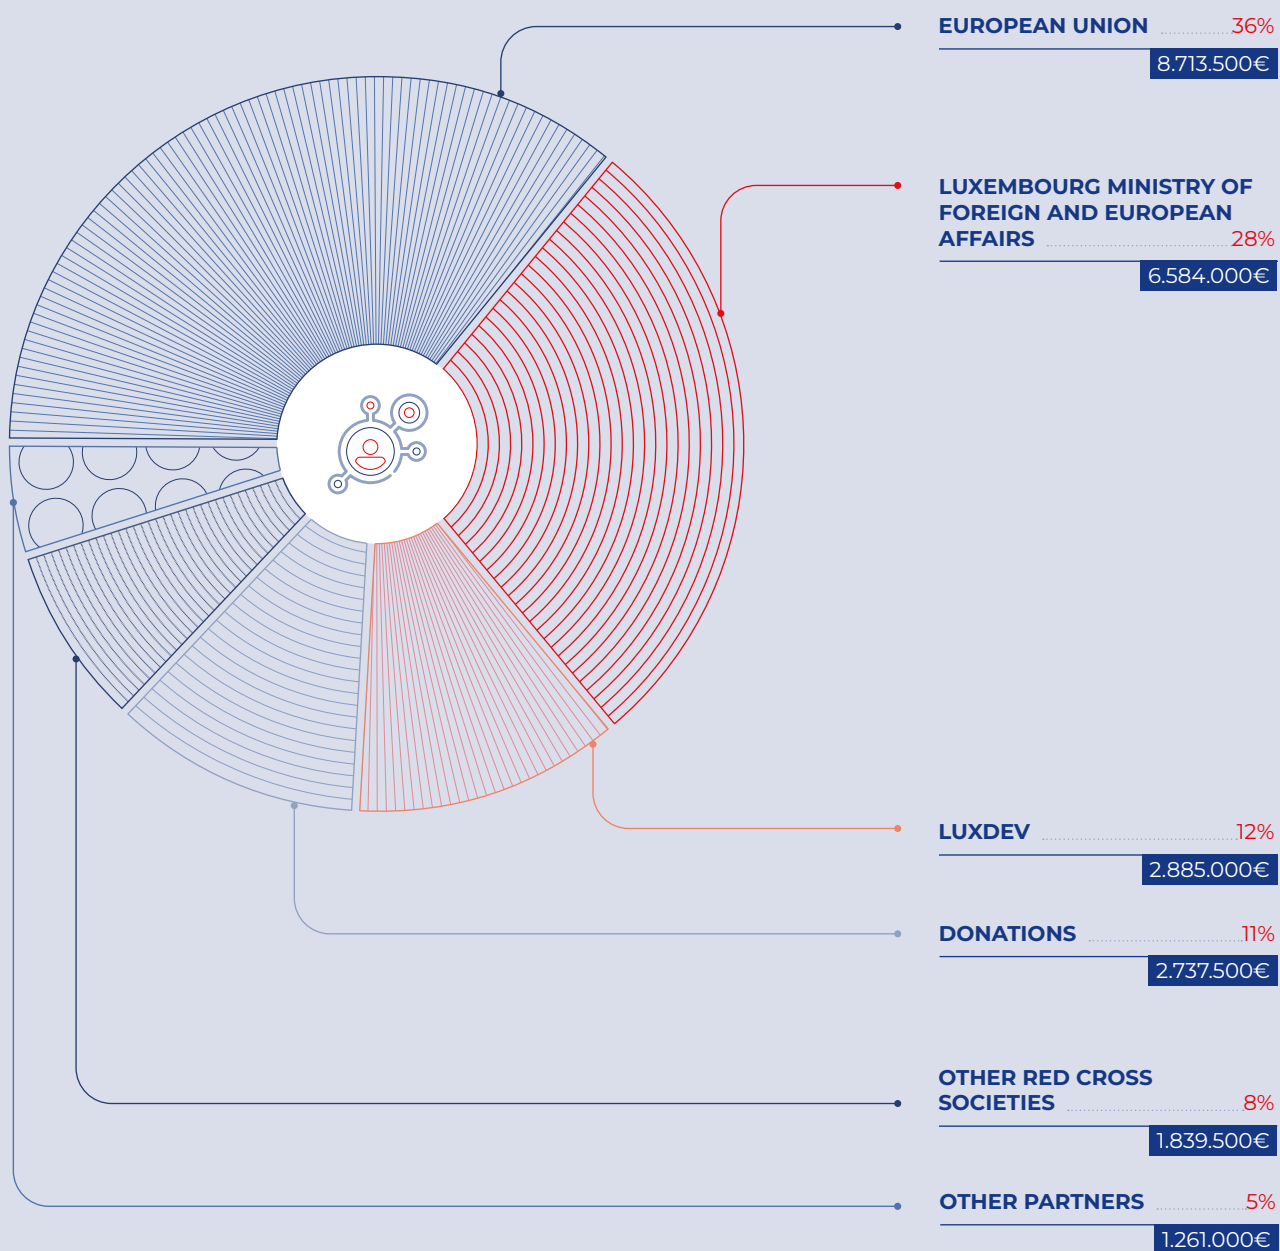 EUROPEAN UNION 36%
8.713.500€
LUXEMBOURG MINISTRY OF
FOREIGN AND EUROPEAN
AFFAIRS 28%
6.584.000€
LUXDEV 12%
2.885.000€
DONATIONS 11%
2.737.500€
OTHER RED CROSS
SOCIETIES 8%
1.839.500€
OTHER PARTNERS 5%
1.261.000€